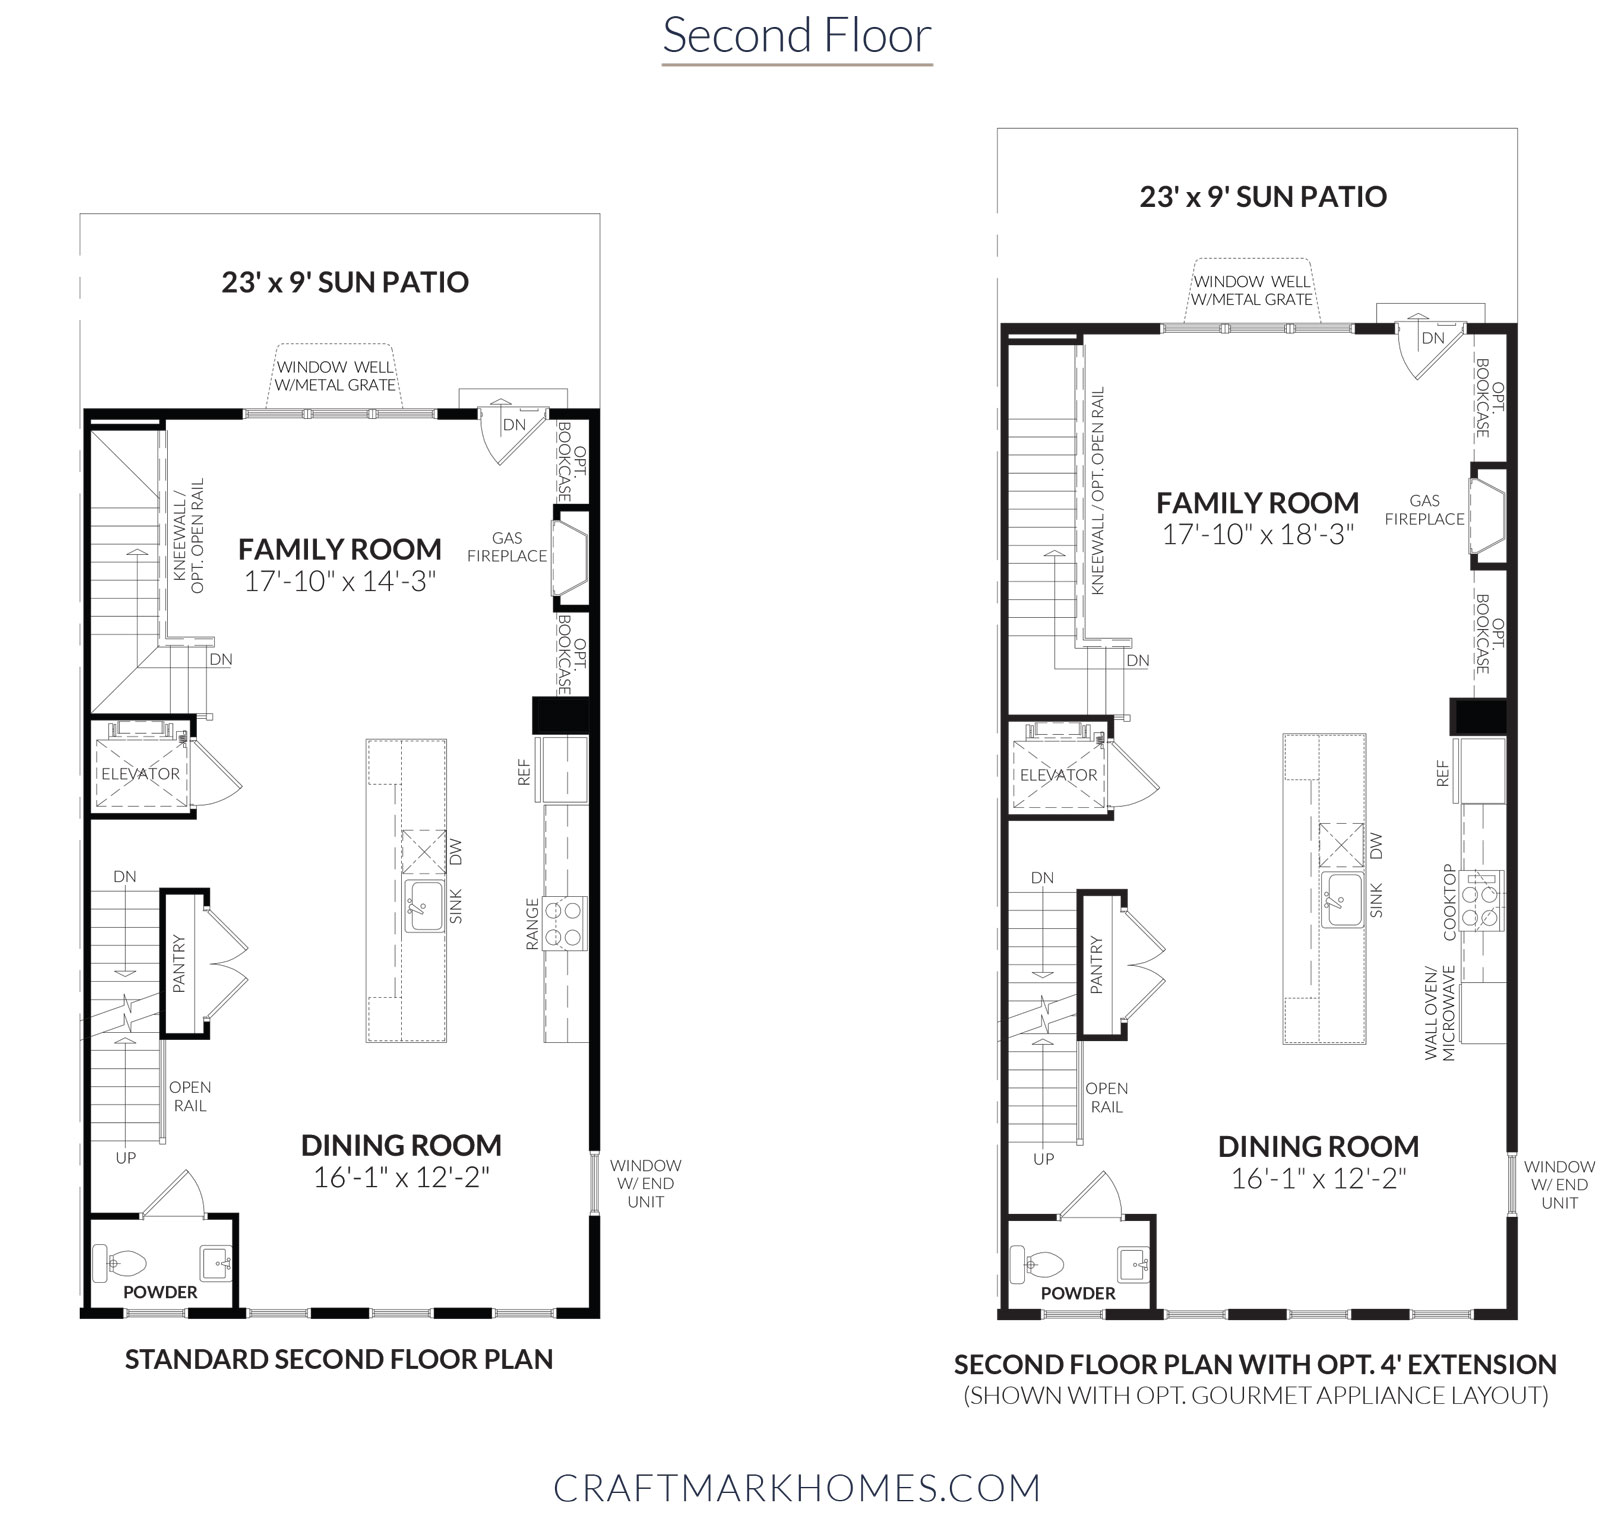 Second Floor
23' x 9' SUN PATIO
WINDOW WELL
W/METAL GRATE
DN
OPT.
BOOKCASE
KNEEWALL /
OPT. OPEN RAIL
FAMILY ROOM
17'-10" x 14'-3"
GAS
FIREPLACE
OPT.
BOOKCASE
DN
ELEVATOR
REF
DW
SINK
RANGE
DN
PANTRY
OPEN
RAIL
UP
DINING ROOM
16'-1" x 12'-2"
WINDOW
W/ END
UNIT
POWDER
STANDARD SECOND FLOOR PLAN
23' x 9' SUN PATIO
WINDOW WELL
W/METAL GRATE
DN
OPT.
BOOKCASE
KNEEWALL / OPT. OPEN RAIL
FAMILY ROOM
17'-10" x 18'-3"
GAS
FIREPLACE
OPT.
BOOKCASE
DN
ELEVATOR
REF
DW
SINK
COOKTOP
WALL OVEN/
MICROWAVE
DN
PANTRY
OPEN
RAIL
UP
DINING ROOM
16'-1" x 12'-2"
WINDOW
W/ END
UNIT
POWDER
SECOND FLOOR PLAN WITH OPT. 4' EXTENSION
(SHOWN WITH OPT. GOURMET APPLIANCE LAYOUT)
CRAFTMARKHOMES.COM